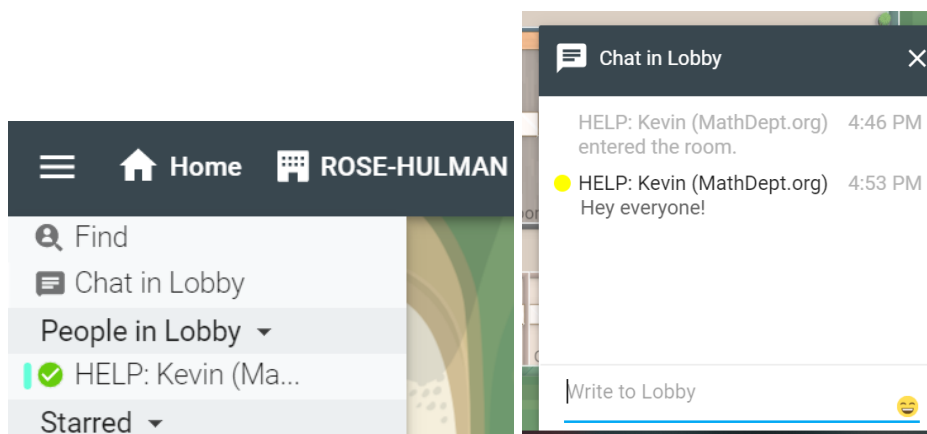 Home ROSE-HULMAN
Find
Chat in Lobby
People in Lobby
HELP: Kevin (Ma...
Starred
Chat in Lobby
HELP: Kevin (MathDept.org) 4:46 PM
entered the room.
HELP: Kevin (MathDept.org) 4:53 PM
Hey everyone!
Write to Lobby